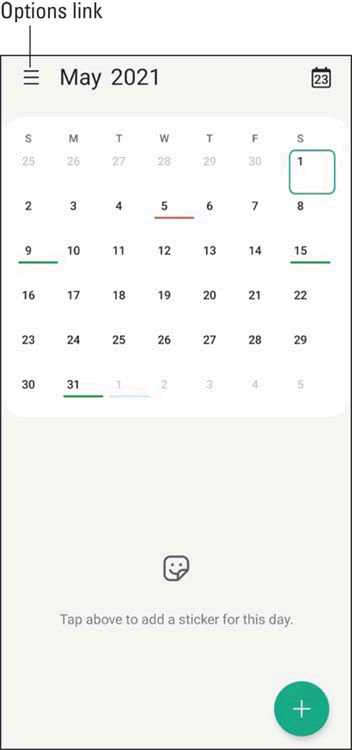 Options link
May 2021
23
S M T W T F S
25 26 27 28 29 30 1
2 3 4 5 6 7 8
9 10 11 12 13 14 15
16 17 18 19 20 21 22
23 24 25 26 27 28 29
30 31 1 2 3 4 5
Tap above to add a sticker for this day.